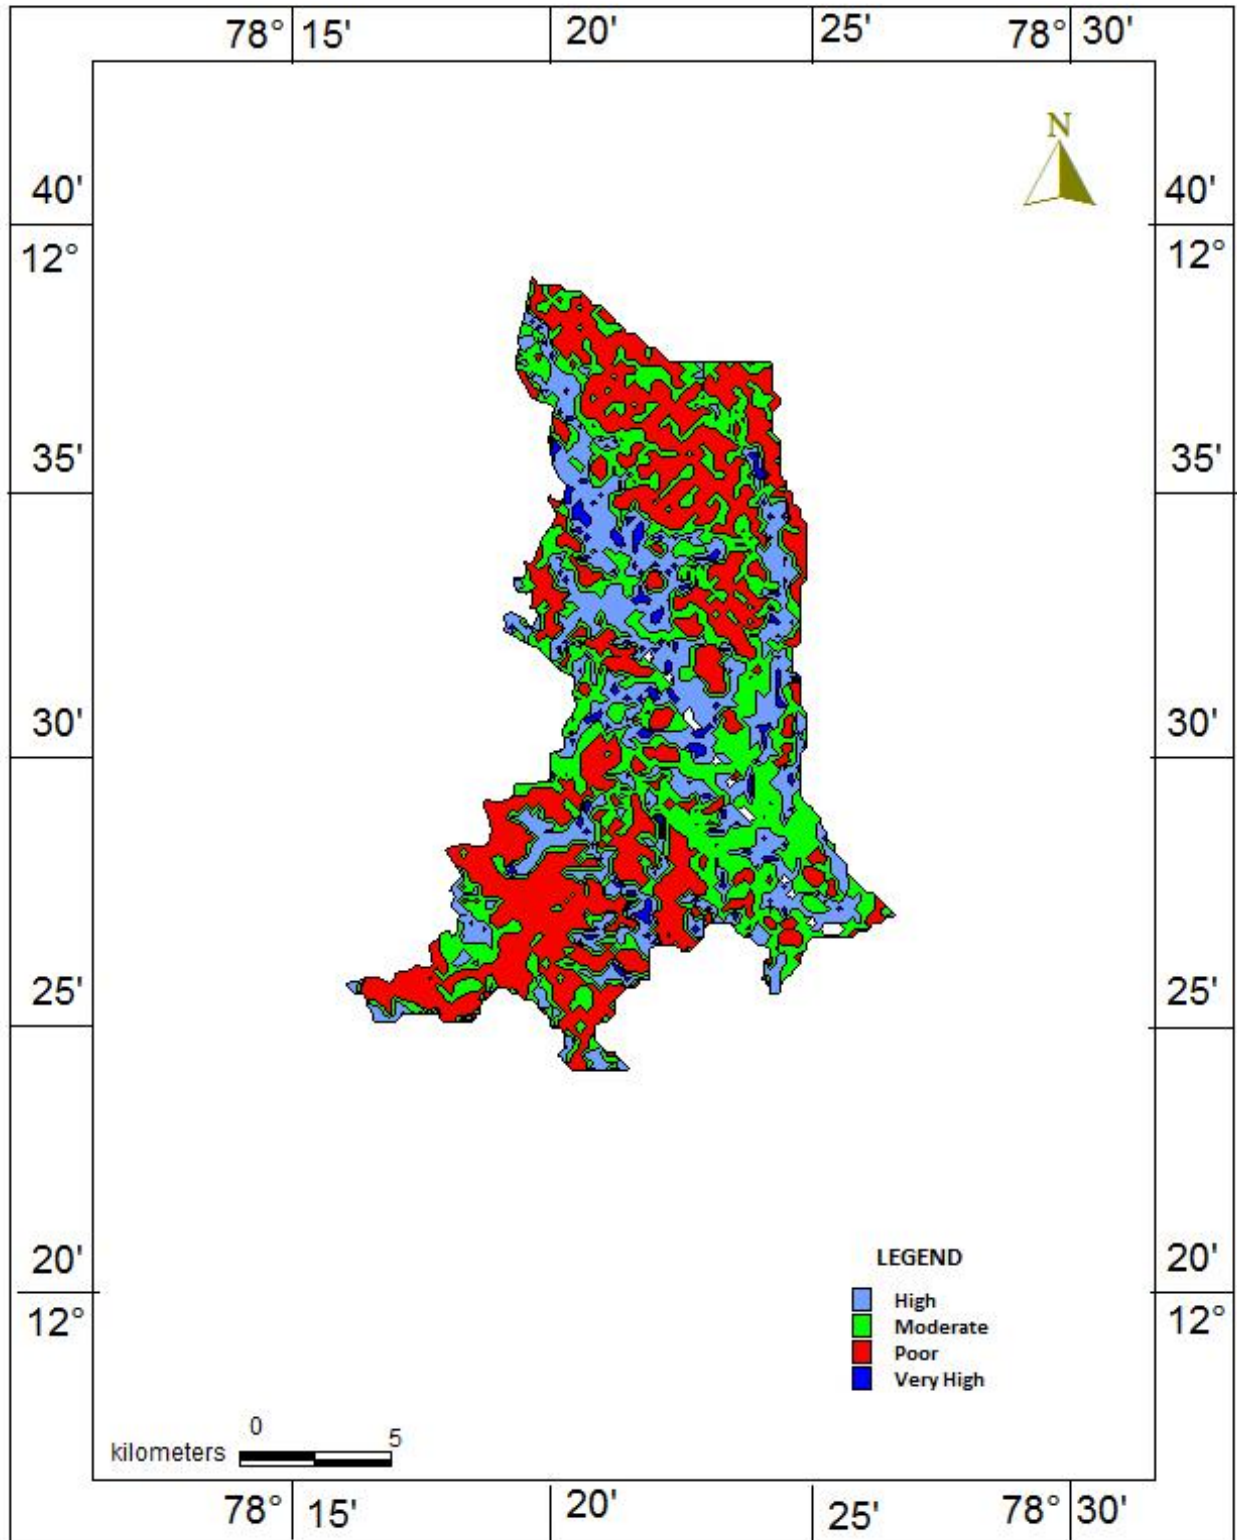 78° 15' 20' 25' 78° 30'
N
40' 40'
12° 12°
35' 35'
30' 30'
25' 25'
20' 20'
12° 12°
LEGEND
High
Moderate
Poor
Very High
0 5
kilometers
78° 15' 20' 25' 78° 30'